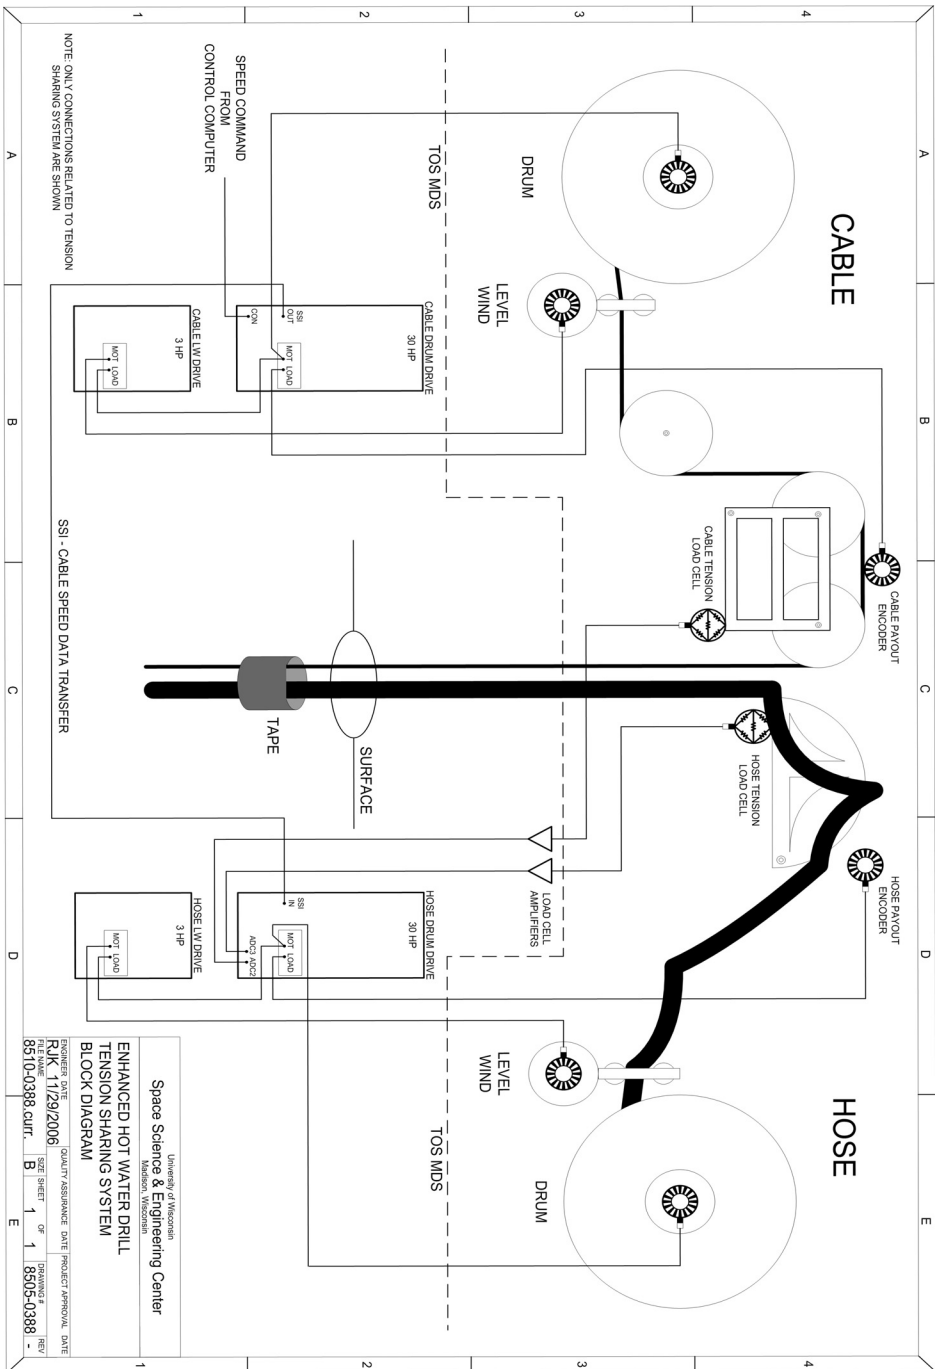 CABLE
HOSE
CABLE PAYOUT
ENCODER
HOSE PAYOUT
ENCODER
CABLE TENSION
LOAD CELL
HOSE TENSION
LOAD CELL
DRUM
LEVEL
WIND
LOAD CELL
AMPLIFIERS
LEVEL
WIND
DRUM
TOS MDS
TOS MDS
SURFACE
TAPE
SPEED COMMAND
FROM
CONTROL COMPUTER
CABLE DRUM DRIVE
30 HP
SSI
OUT
MOT LOAD
CON
CABLE LW DRIVE
3 HP
MOT LOAD
HOSE DRUM DRIVE
30 HP
SSI
IN
MOT LOAD
ADC3 ADC2
HOSE LW DRIVE
3 HP
MOT LOAD
SSI - CABLE SPEED DATA TRANSFER
NOTE: ONLY CONNECTIONS RELATED TO TENSION
SHARING SYSTEM ARE SHOWN
University of Wisconsin
Space Science & Engineering Center
Madison, Wisconsin
ENHANCED HOT WATER DRILL
TENSION SHARING SYSTEM
BLOCK DIAGRAM
ENGINEER DATE QUALITY ASSURANCE DATE PROJECT APPROVAL DATE
RJK 11/29/2006
FILE NAME SIZE SHEET OF DRAWING # REV
8510-0388.curr. B 1 1 8505-0388 -
A
B
C
D
E
A
B
C
D
E
1
2
3
4
1
2
3
4